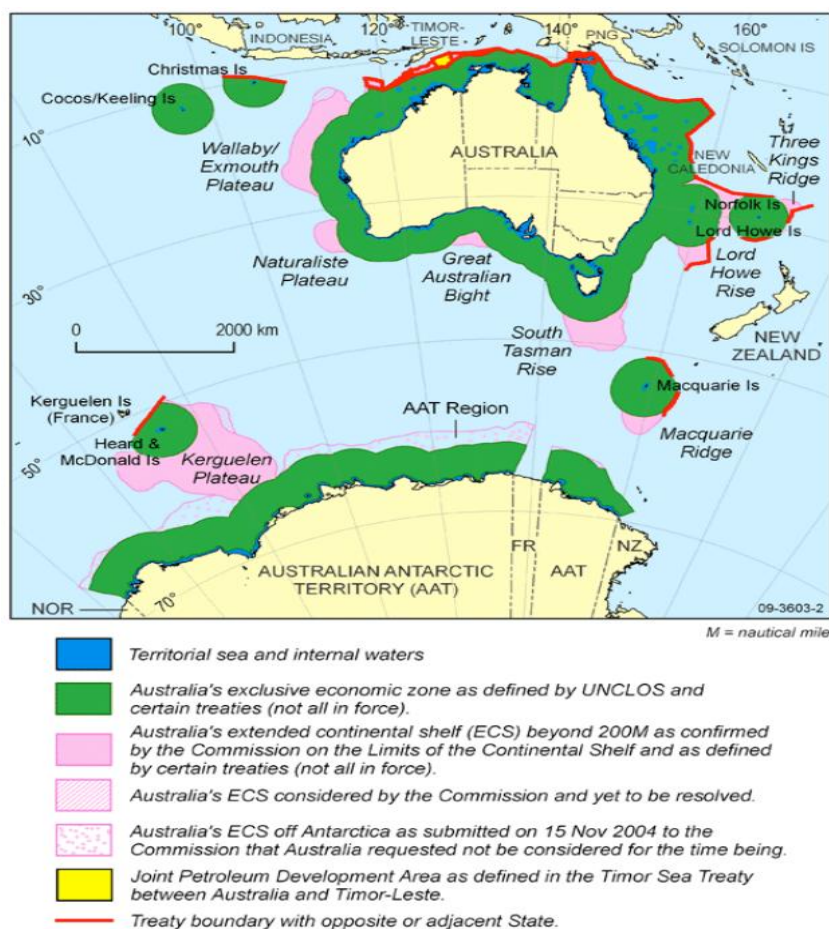 100°
INDONESIA
120°
TIMOR-
LESTE
140°
PNG
160°
SOLOMON IS
Christmas Is
Cocos/Keeling Is
10°
Wallaby/
Exmouth
Plateau
AUSTRALIA
NEW
CALEDONIA
Three
Kings
Ridge
Norfolk Is
Lord Howe Is
Naturaliste
Plateau
Great
Australian
Bight
Lord
Howe
Rise
30°
0
2000 km
South
Tasman
Rise
NEW
ZEALAND
Kerguelen Is
(France)
AAT Region
Macquarie Is
Heard &
McDonald Is
Kerguelen
Plateau
Macquarie
Ridge
50°
FR
NZ
AUSTRALIAN ANTARCTIC
TERRITORY (AAT)
AAT
NOR
70°
09-3603-2
M = nautical mile
Territorial sea and internal waters
Australia's exclusive economic zone as defined by UNCLOS and
certain treaties (not all in force).
Australia's extended continental shelf (ECS) beyond 200M as confirmed
by the Commission on the Limits of the Continental Shelf and as defined
by certain treaties (not all in force).
Australia's ECS considered by the Commission and yet to be resolved.
Australia's ECS off Antarctica as submitted on 15 Nov 2004 to the
Commission that Australia requested not be considered for the time being.
Joint Petroleum Development Area as defined in the Timor Sea Treaty
between Australia and Timor-Leste.
Treaty boundary with opposite or adjacent State.